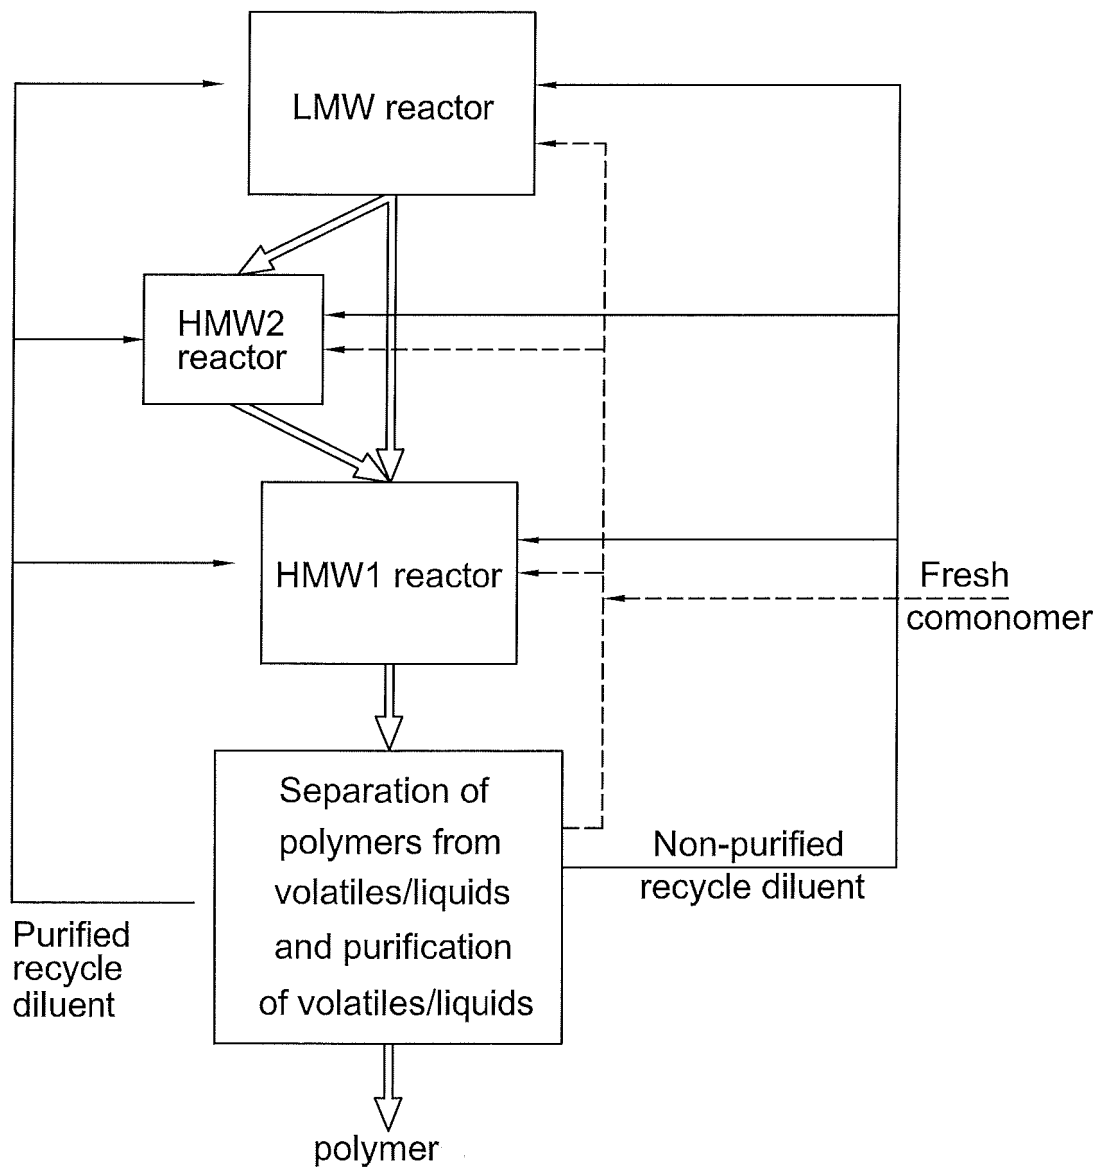 LMW reactor
HMW2
reactor
HMW1 reactor
Fresh
comonomer
Separation of
polymers from
volatiles/liquids
and purification
of volatiles/liquids
Non-purified
recycle diluent
Purified
recycle
diluent
polymer